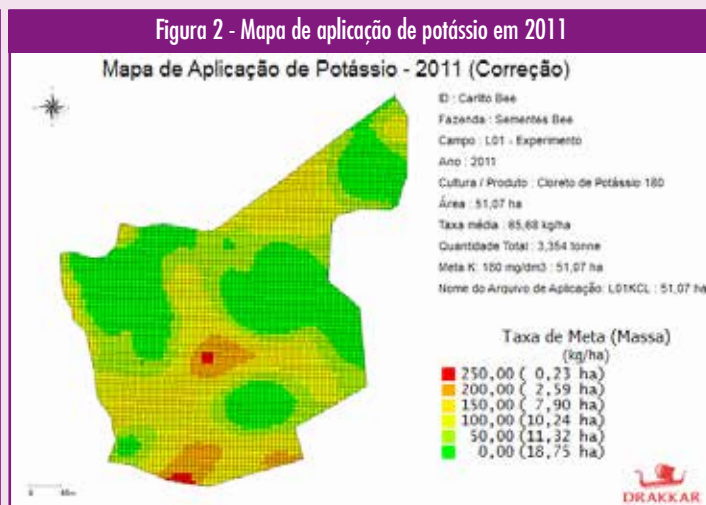 Figura 2 - Mapa de aplicação de potássio em 2011
Mapa de Aplicação de Potássio - 2011 (Correção)
ID : Carlito Bee
Fazenda : Sementes Bee
Campo : L01 - Experimento
Ano : 2011
Cultura / Produto : Cloreto de Potássio 180
Área : 51,07 ha
Taxa média : 65,68 kg/ha
Quantidade Total : 3,354 tonne
Meta K: 180 mg/dm3 : 51,07 ha
Nome do Arquivo de Aplicação: L01KCL : 51,07 ha
Taxa de Meta (Massa)
(kg/ha)
250,00 ( 0,23 ha)
200,00 ( 2,59 ha)
150,00 ( 7,90 ha)
100,00 (10,24 ha)
50,00 (11,32 ha)
0,00 (18,75 ha)
DRAKKAR